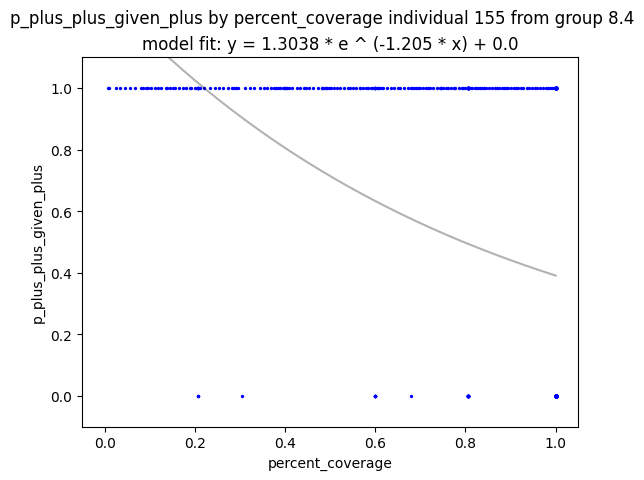 p_plus_plus_given_plus by percent_coverage individual 155 from group 8.4
model fit: y = 1.3038 * e ^ (-1.205 * x) + 0.0
1.0
0.8
0.6
0.4
0.2
0.0
p_plus_plus_given_plus
0.0 0.2 0.4 0.6 0.8 1.0
percent_coverage